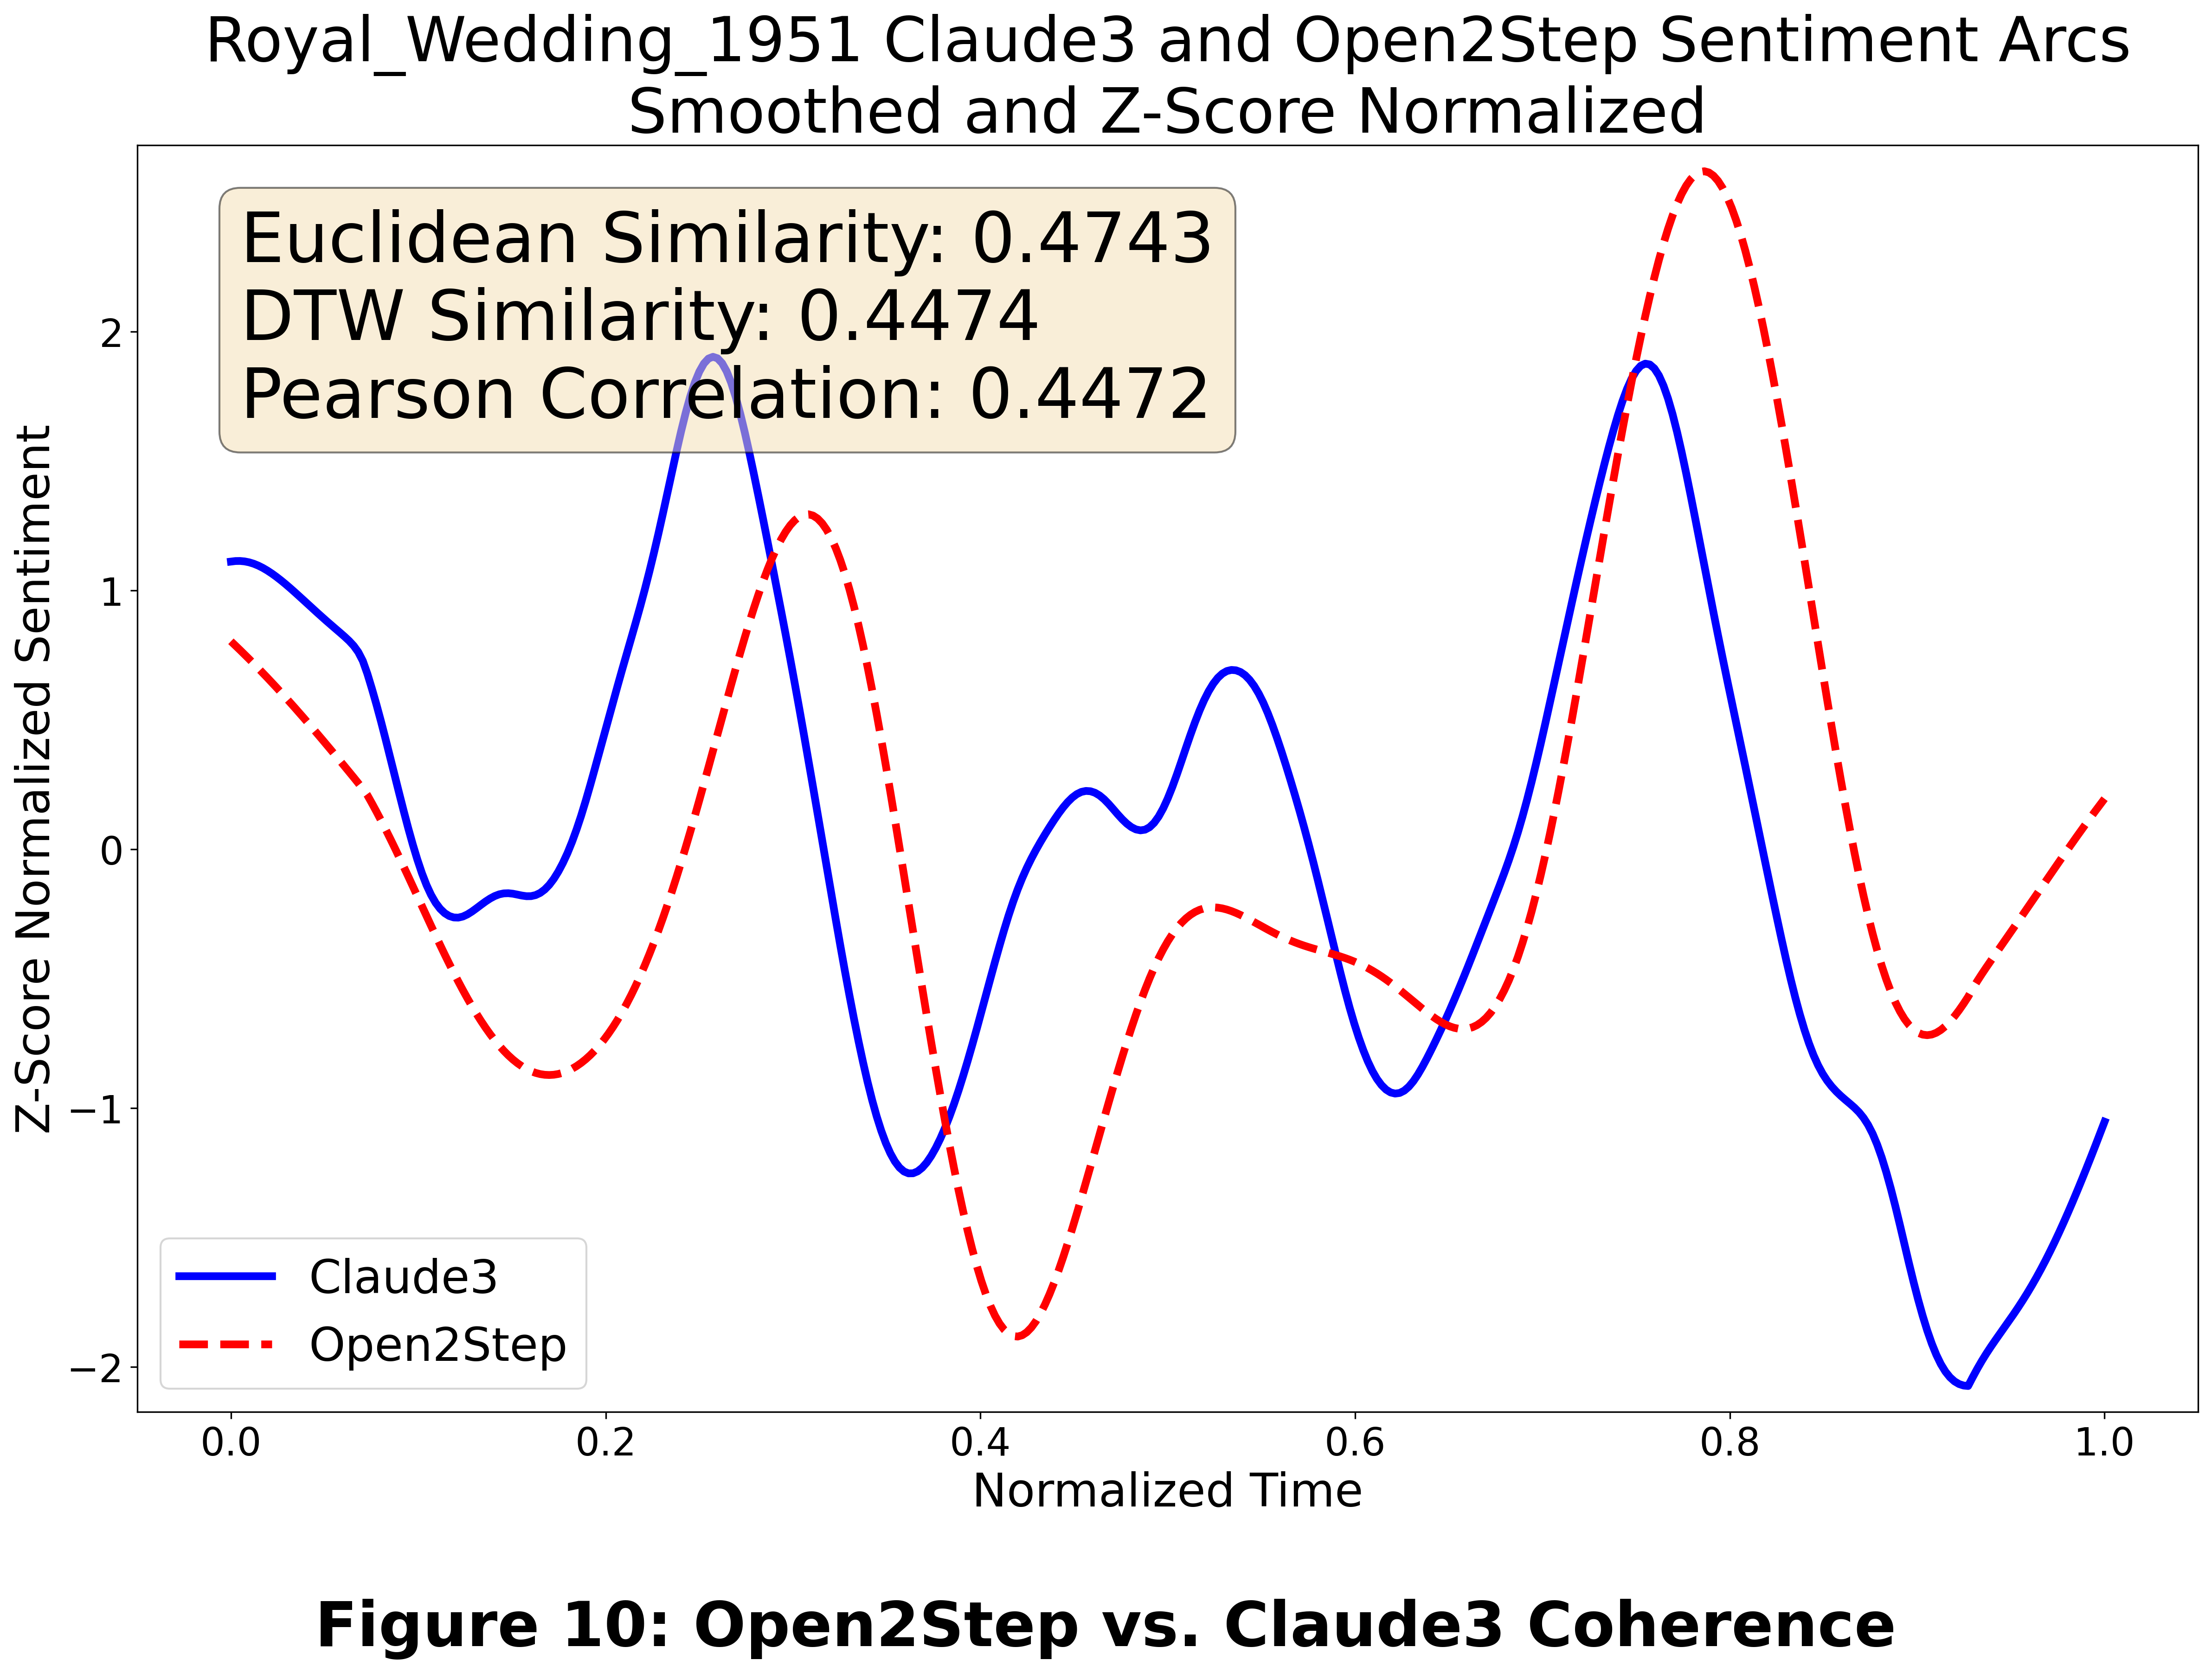 Royal_Wedding_1951 Claude3 and Open2Step Sentiment Arcs
Smoothed and Z-Score Normalized
Euclidean Similarity: 0.4743
DTW Similarity: 0.4474
Pearson Correlation: 0.4472
Z-Score Normalized Sentiment
2
1
0
−1
−2
Claude3
Open2Step
0.0 0.2 0.4 0.6 0.8 1.0
Normalized Time
Figure 10: Open2Step vs. Claude3 Coherence